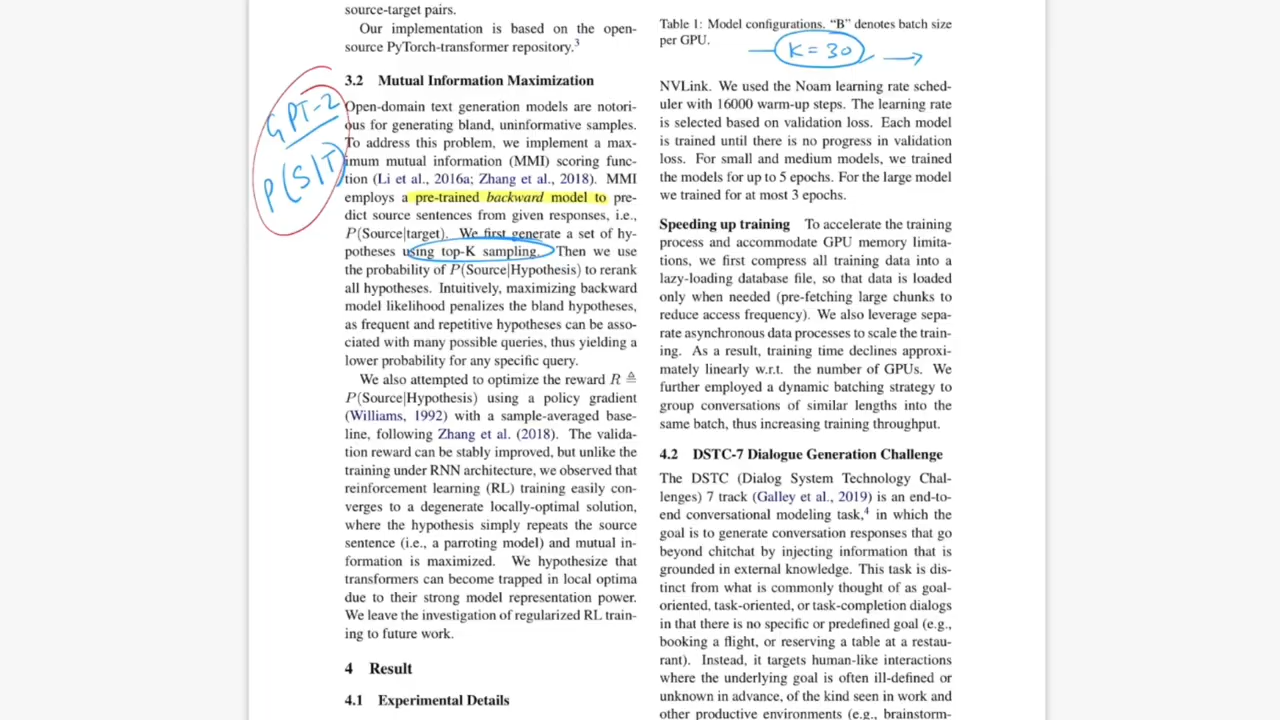 source-target pairs.
Our implementation is based on the open-
source PyTorch-transformer repository.3
3.2 Mutual Information Maximization
Open-domain text generation models are notori-
ous for generating bland, uninformative samples.
To address this problem, we implement a max-
imum mutual information (MMI) scoring func-
tion (Li et al., 2016a; Zhang et al., 2018). MMI
employs a pre-trained backward model to pre-
dict source sentences from given responses, i.e.,
P(Source|target). We first generate a set of hy-
potheses using top-K sampling. Then we use
the probability of P(Source|Hypothesis) to rerank
all hypotheses. Intuitively, maximizing backward
model likelihood penalizes the bland hypotheses,
as frequent and repetitive hypotheses can be asso-
ciated with many possible queries, thus yielding a
lower probability for any specific query.
We also attempted to optimize the reward R ≜
P(Source|Hypothesis) using a policy gradient
(Williams, 1992) with a sample-averaged base-
line, following Zhang et al. (2018). The valida-
tion reward can be stably improved, but unlike the
training under RNN architecture, we observed that
reinforcement learning (RL) training easily con-
verges to a degenerate locally-optimal solution,
where the hypothesis simply repeats the source
sentence (i.e., a parroting model) and mutual in-
formation is maximized. We hypothesize that
transformers can become trapped in local optima
due to their strong model representation power.
We leave the investigation of regularized RL train-
ing to future work.
4 Result
4.1 Experimental Details
GPT-2
P(S|T)
Table 1: Model configurations. “B” denotes batch size
per GPU.
K = 30
NVLink. We used the Noam learning rate sched-
uler with 16000 warm-up steps. The learning rate
is selected based on validation loss. Each model
is trained until there is no progress in validation
loss. For small and medium models, we trained
the models for up to 5 epochs. For the large model
we trained for at most 3 epochs.
Speeding up training To accelerate the training
process and accommodate GPU memory limita-
tions, we first compress all training data into a
lazy-loading database file, so that data is loaded
only when needed (pre-fetching large chunks to
reduce access frequency). We also leverage sepa-
rate asynchronous data processes to scale the train-
ing. As a result, training time declines approxi-
mately linearly w.r.t. the number of GPUs. We
further employed a dynamic batching strategy to
group conversations of similar lengths into the
same batch, thus increasing training throughput.
4.2 DSTC-7 Dialogue Generation Challenge
The DSTC (Dialog System Technology Chal-
lenges) 7 track (Galley et al., 2019) is an end-to-
end conversational modeling task,4 in which the
goal is to generate conversation responses that go
beyond chitchat by injecting information that is
grounded in external knowledge. This task is dis-
tinct from what is commonly thought of as goal-
oriented, task-oriented, or task-completion dialogs
in that there is no specific or predefined goal (e.g.,
booking a flight, or reserving a table at a restau-
rant). Instead, it targets human-like interactions
where the underlying goal is often ill-defined or
unknown in advance, of the kind seen in work and
other productive environments (e.g., brainstorm-